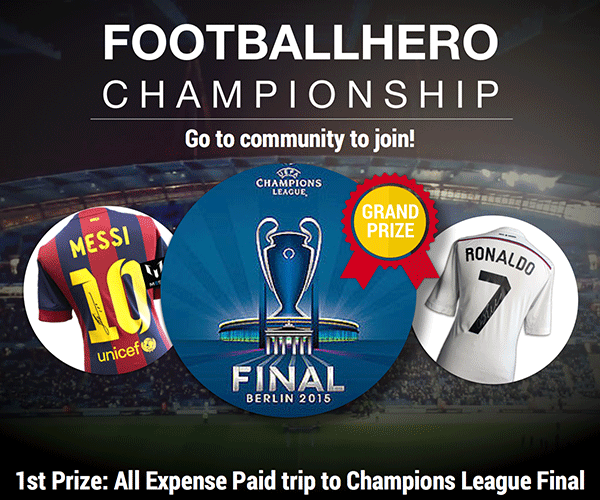 FOOTBALLHERO
CHAMPIONSHIP
Go to community to join!
UEFA
CHAMPIONS
LEAGUE
GRAND
PRIZE
MESSI
10
unicef
RONALDO
7
FINAL
BERLIN 2015
1st Prize: All Expense Paid trip to Champions League Final